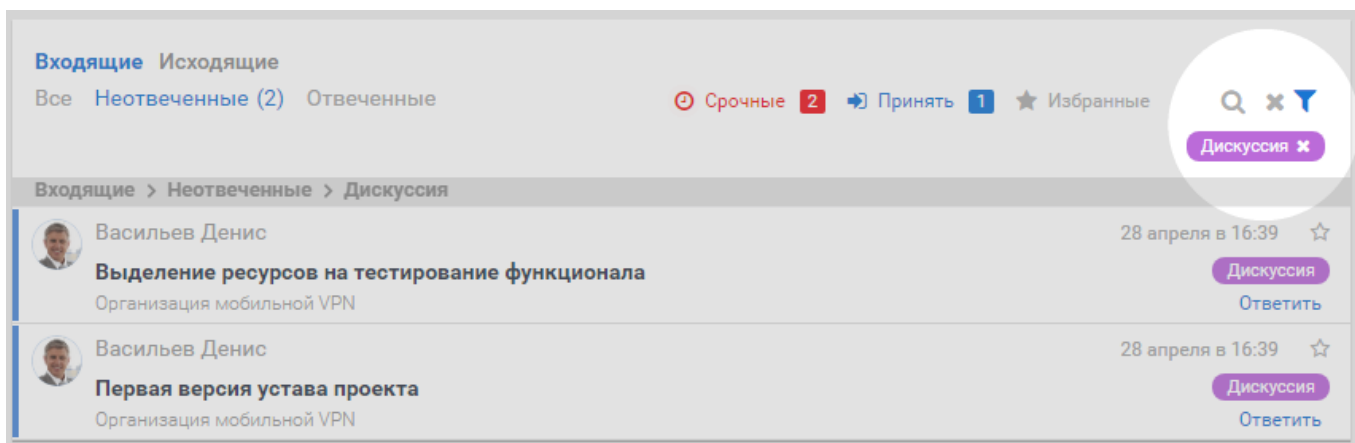 Входящие Исходящие
Все Неотвеченные (2) Отвеченные Срочные 2 Принять 1 Избранные
Дискуссия
Входящие > Неотвеченные > Дискуссия
Васильев Денис 28 апреля в 16:39
Выделение ресурсов на тестирование функционала Дискуссия
Организация мобильной VPN Ответить
Васильев Денис 28 апреля в 16:39
Первая версия устава проекта Дискуссия
Организация мобильной VPN Ответить